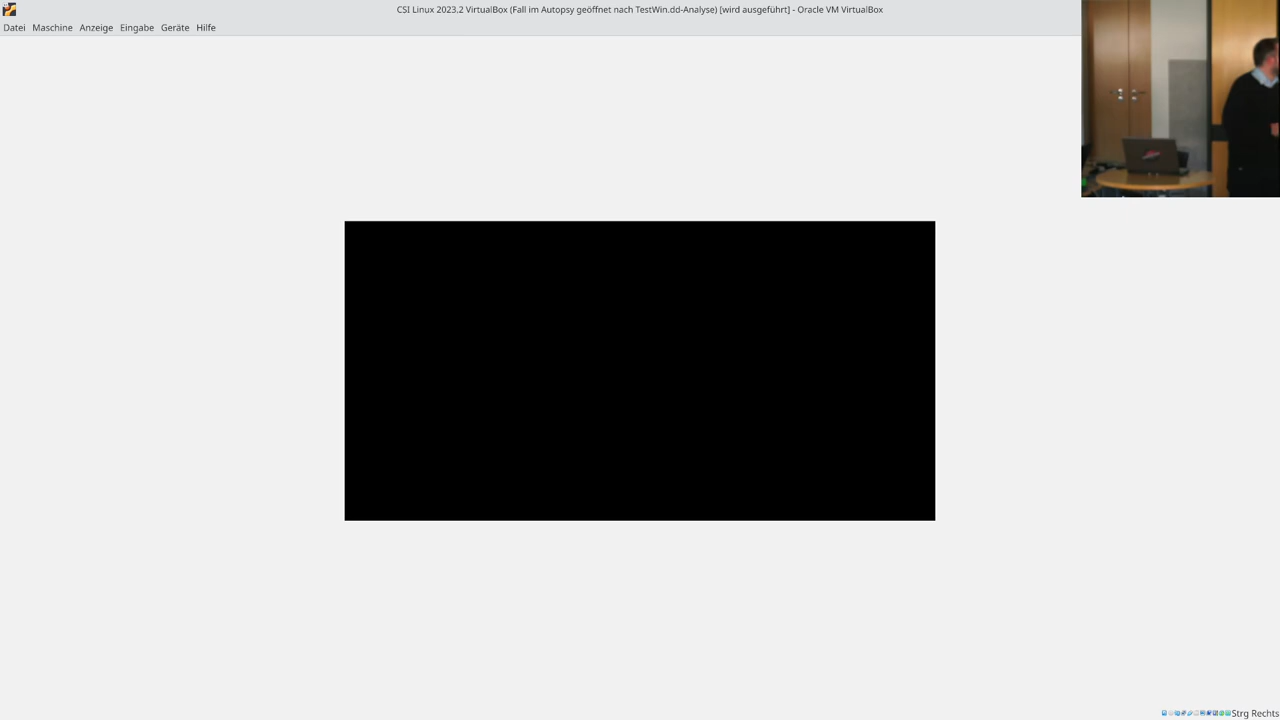 CSI Linux 2023.2 VirtualBox (Fall im Autopsy geöffnet nach TestWin.dd-Analyse) [wird ausgeführt] - Oracle VM VirtualBox
Datei Maschine Anzeige Eingabe Geräte Hilfe
Strg Rechts